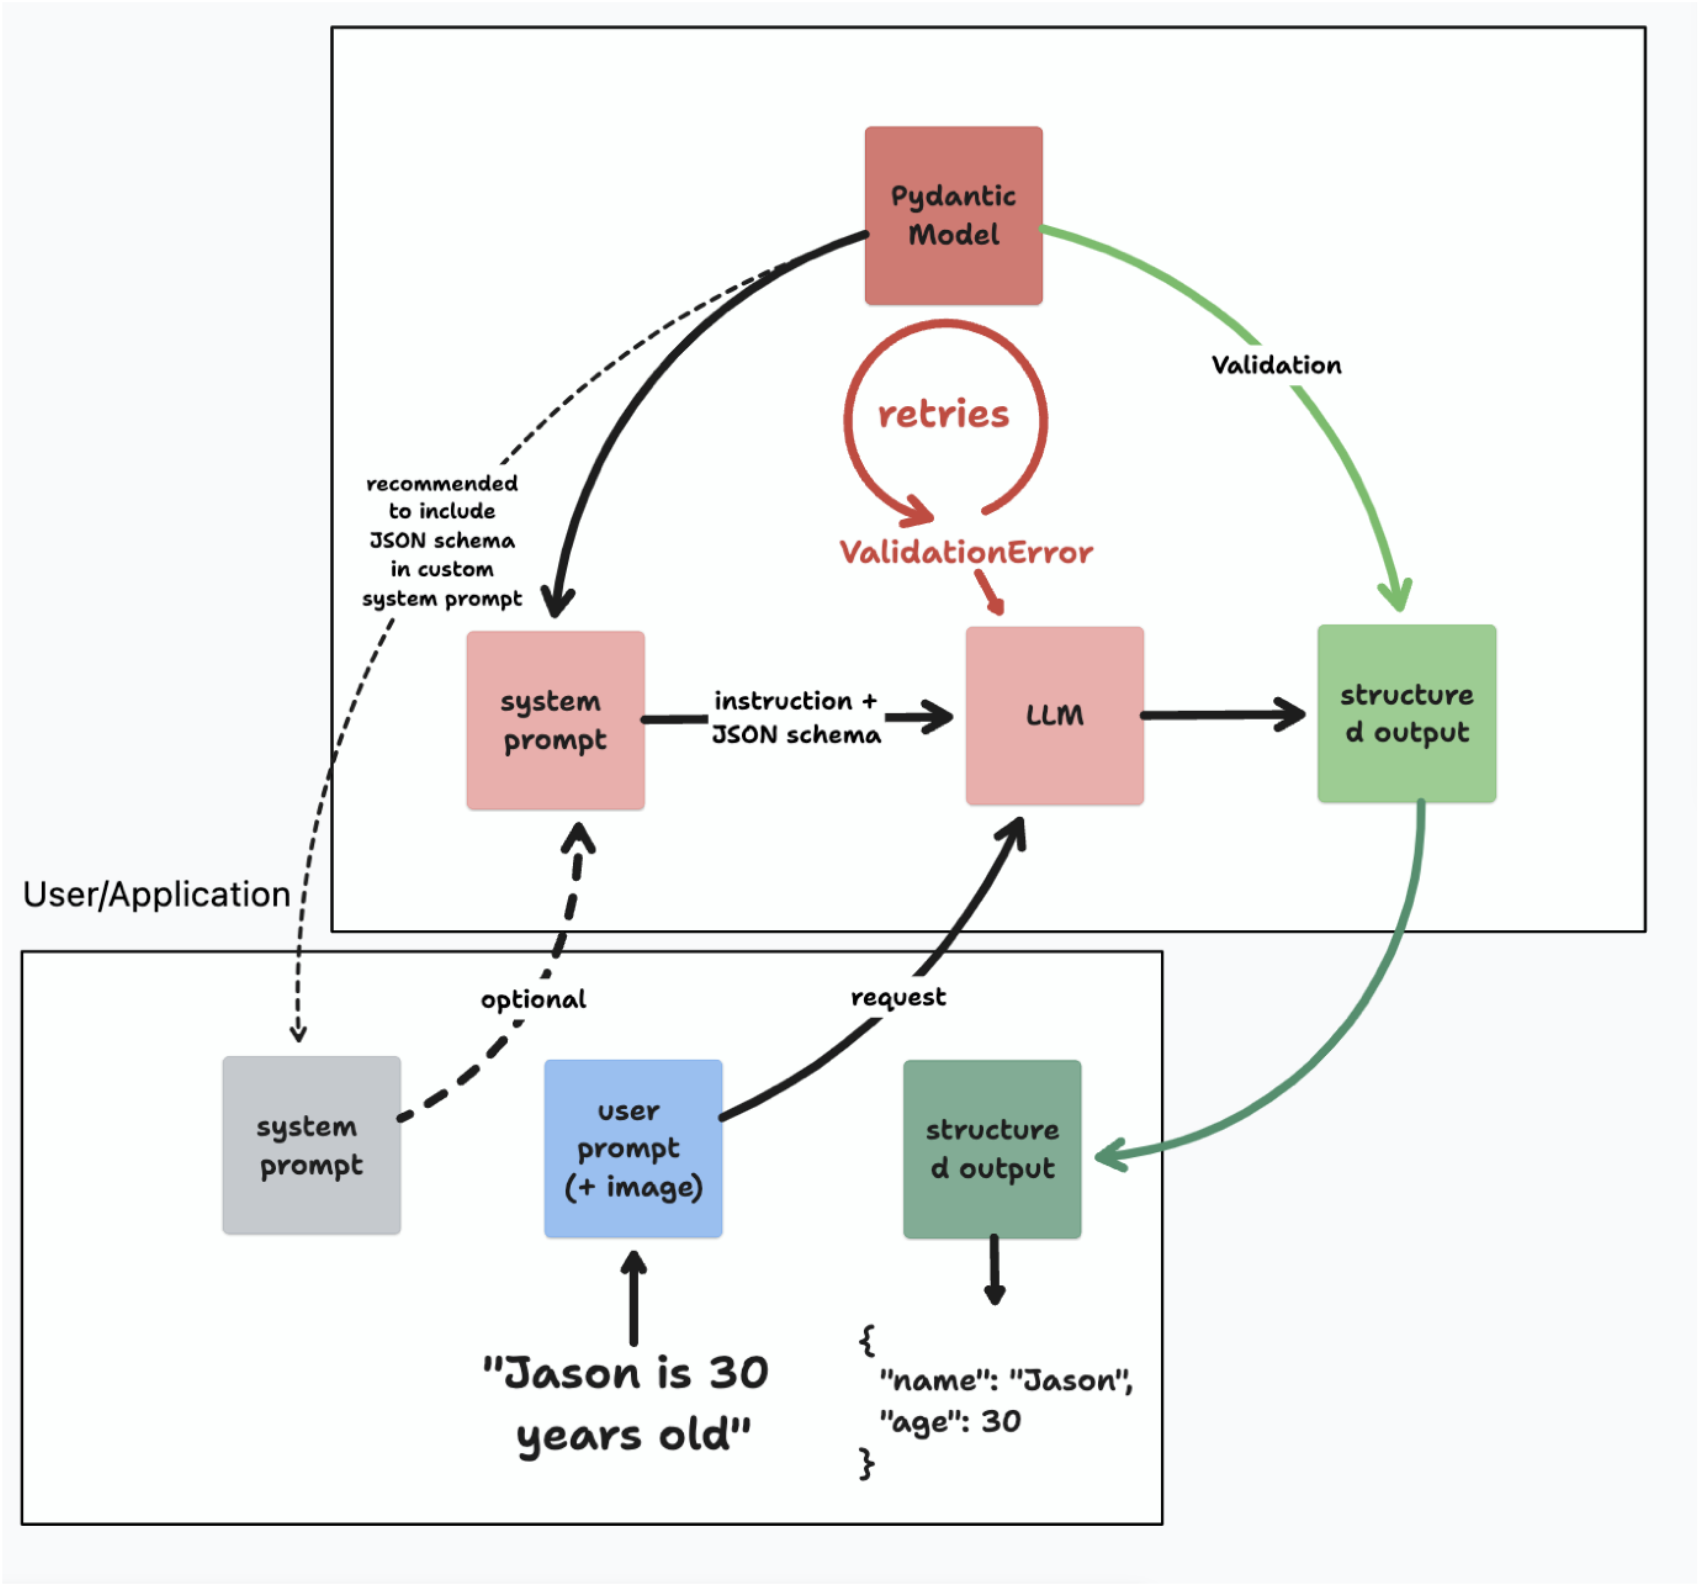 Pydantic
Model
Validation
retries
recommended
to include
JSON schema
in custom
system prompt
ValidationError
system
prompt
instruction +
JSON schema
LLM
structure
d output
User/Application
optional
request
system
prompt
user
prompt
(+ image)
structure
d output
"Jason is 30
years old"
{
"name": "Jason",
"age": 30
}